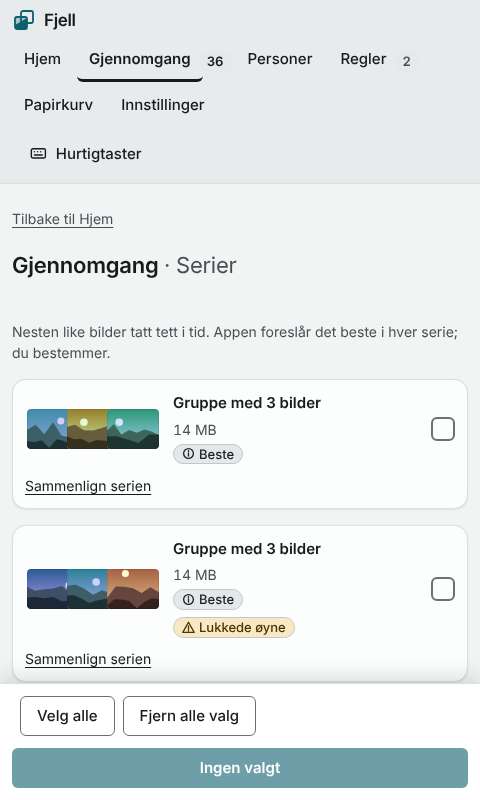 Fjell
Hjem Gjennomgang 36 Personer Regler 2
Papirkurv Innstillinger
Hurtigtaster
Tilbake til Hjem
Gjennomgang · Serier
Nesten like bilder tatt tett i tid. Appen foreslår det beste i hver serie;
du bestemmer.
Gruppe med 3 bilder
14 MB
Beste
Sammenlign serien
Gruppe med 3 bilder
14 MB
Beste
Lukkede øyne
Sammenlign serien
Velg alle Fjern alle valg
Ingen valgt